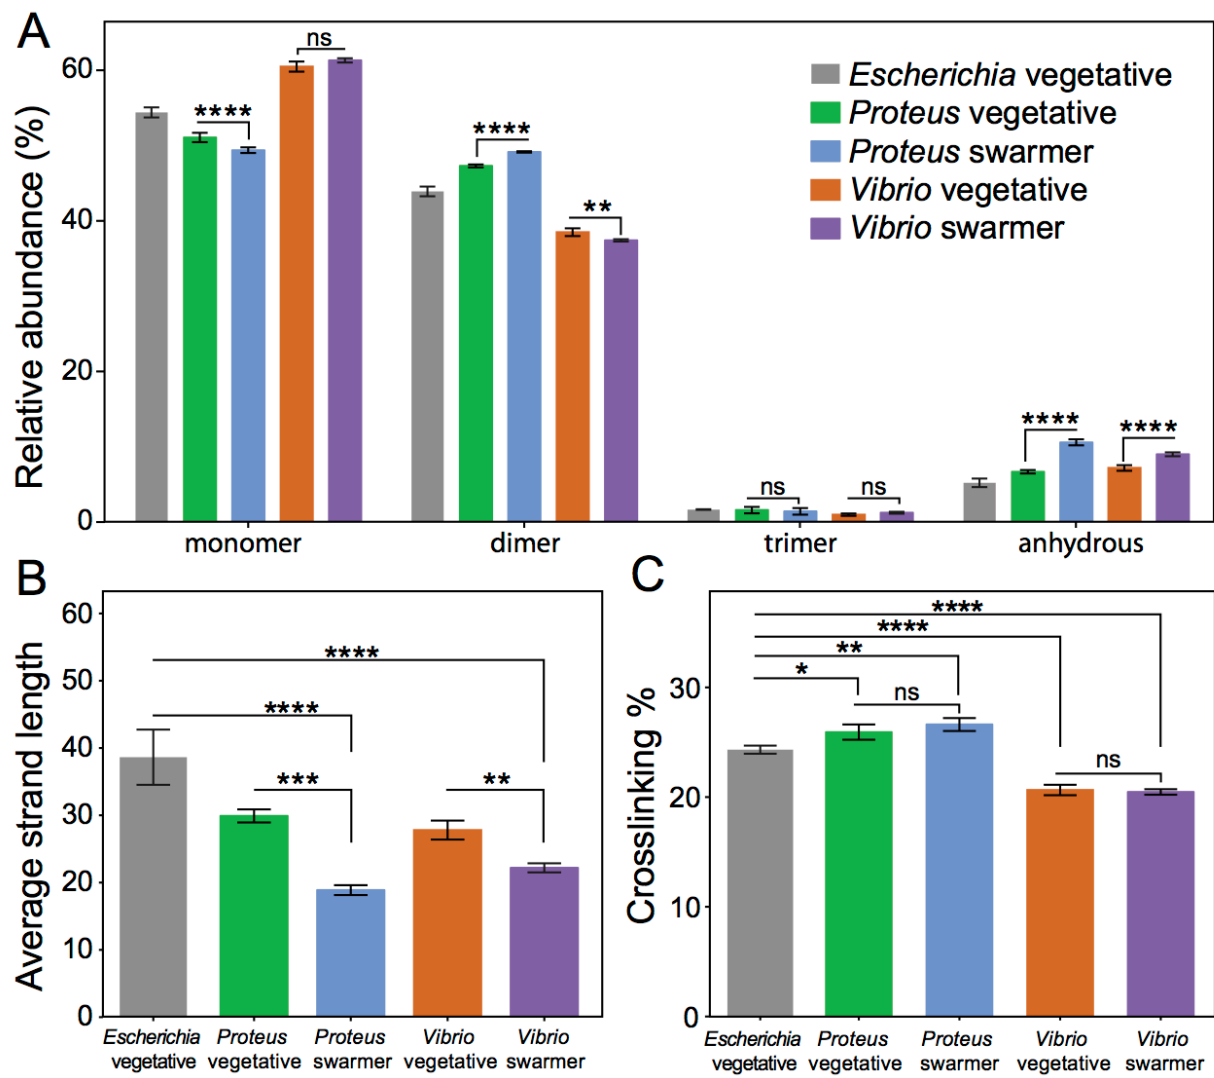 A
Relative abundance (%)
60
40
20
0
****
ns
****
**
ns
ns
****
****
Escherichia vegetative
Proteus vegetative
Proteus swarmer
Vibrio vegetative
Vibrio swarmer
monomer dimer trimer anhydrous
B
Average strand length
60
50
40
30
20
10
0
****
****
***
**
Escherichia vegetative
Proteus vegetative
Proteus swarmer
Vibrio vegetative
Vibrio swarmer
C
Crosslinking %
30
20
10
0
****
****
**
*
ns
ns
Escherichia vegetative
Proteus vegetative
Proteus swarmer
Vibrio vegetative
Vibrio swarmer